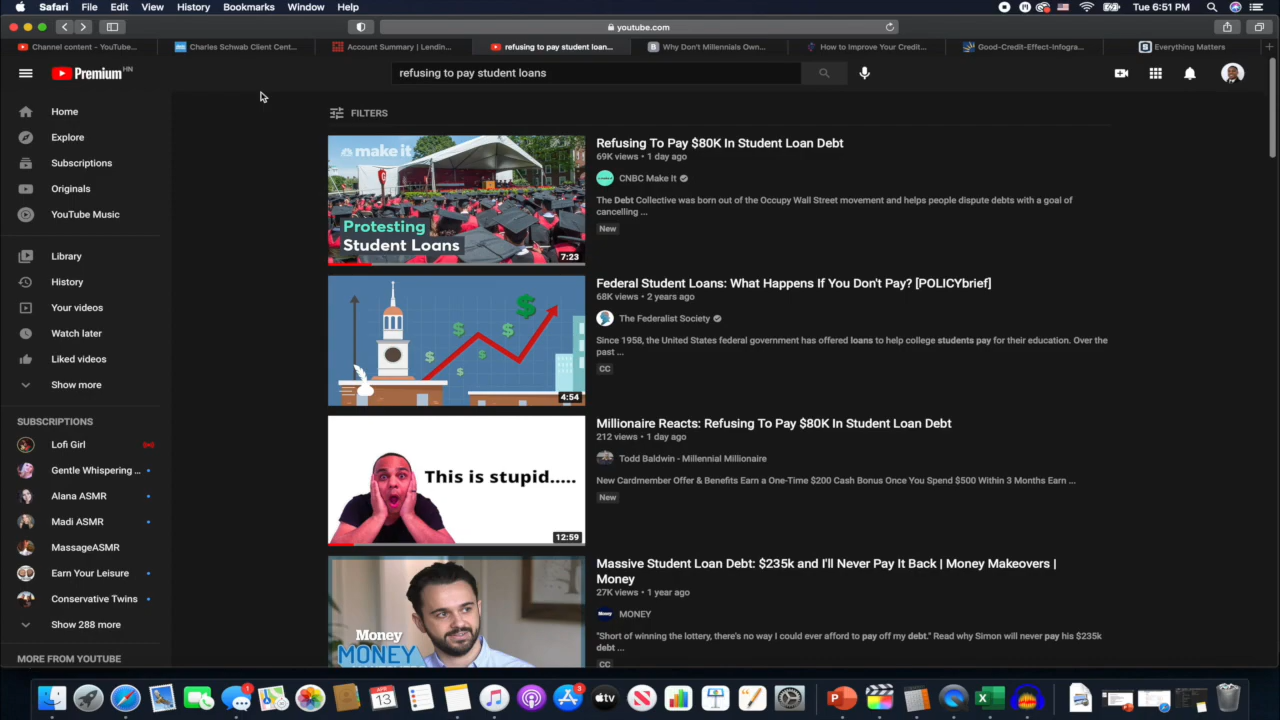 Safari File Edit View History Bookmarks Window Help Tue 6:51 PM
youtube.com
Channel content - YouTube... Charles Schwab Client Cent... Account Summary | Lendin... refusing to pay student loan... Why Don't Millennials Own... How to Improve Your Credit... Good-Credit-Effect-Infogra... Everything Matters
Premium HN
refusing to pay student loans
Home
Explore
Subscriptions
Originals
YouTube Music
Library
History
Your videos
Watch later
Liked videos
Show more
SUBSCRIPTIONS
Lofi Girl
Gentle Whispering ...
Alana ASMR
Madi ASMR
MassageASMR
Earn Your Leisure
Conservative Twins
Show 288 more
MORE FROM YOUTUBE
FILTERS
make it
Protesting
Student Loans
7:23
Refusing To Pay $80K In Student Loan Debt
69K views • 1 day ago
CNBC Make It
The Debt Collective was born out of the Occupy Wall Street movement and helps people dispute debts with a goal of
cancelling ...
New
4:54
Federal Student Loans: What Happens If You Don't Pay? [POLICYbrief]
68K views • 2 years ago
The Federalist Society
Since 1958, the United States federal government has offered loans to help college students pay for their education. Over the
past ...
CC
This is stupid.....
12:59
Millionaire Reacts: Refusing To Pay $80K In Student Loan Debt
212 views • 1 day ago
Todd Baldwin - Millennial Millionaire
New Cardmember Offer & Benefits Earn a One-Time $200 Cash Bonus Once You Spend $500 Within 3 Months Earn ...
New
Money
MONEY
Massive Student Loan Debt: $235k and I'll Never Pay It Back | Money Makeovers |
Money
27K views • 1 year ago
Money
MONEY
"Short of winning the lottery, there's no way I could ever afford to pay off my debt." Read why Simon will never pay his $235k
debt ...
CC
1
APR
13
3
tv